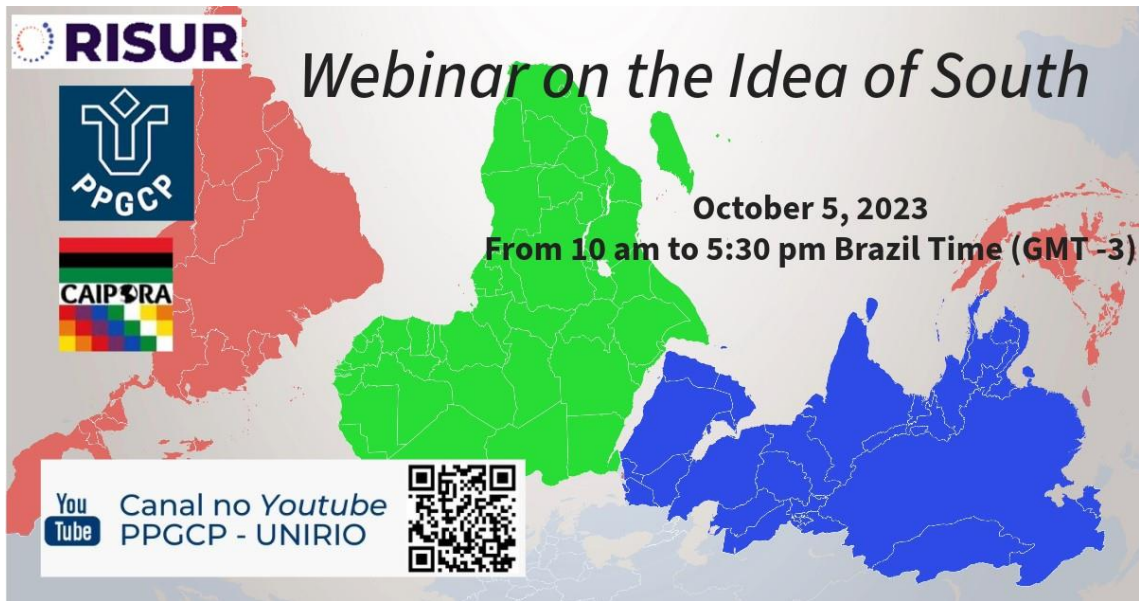 RISUR
Webinar on the Idea of South
PPGCP
October 5, 2023
From 10 am to 5:30 pm Brazil Time (GMT -3)
CAIPORA
You
Tube
Canal no Youtube
PPGCP - UNIRIO